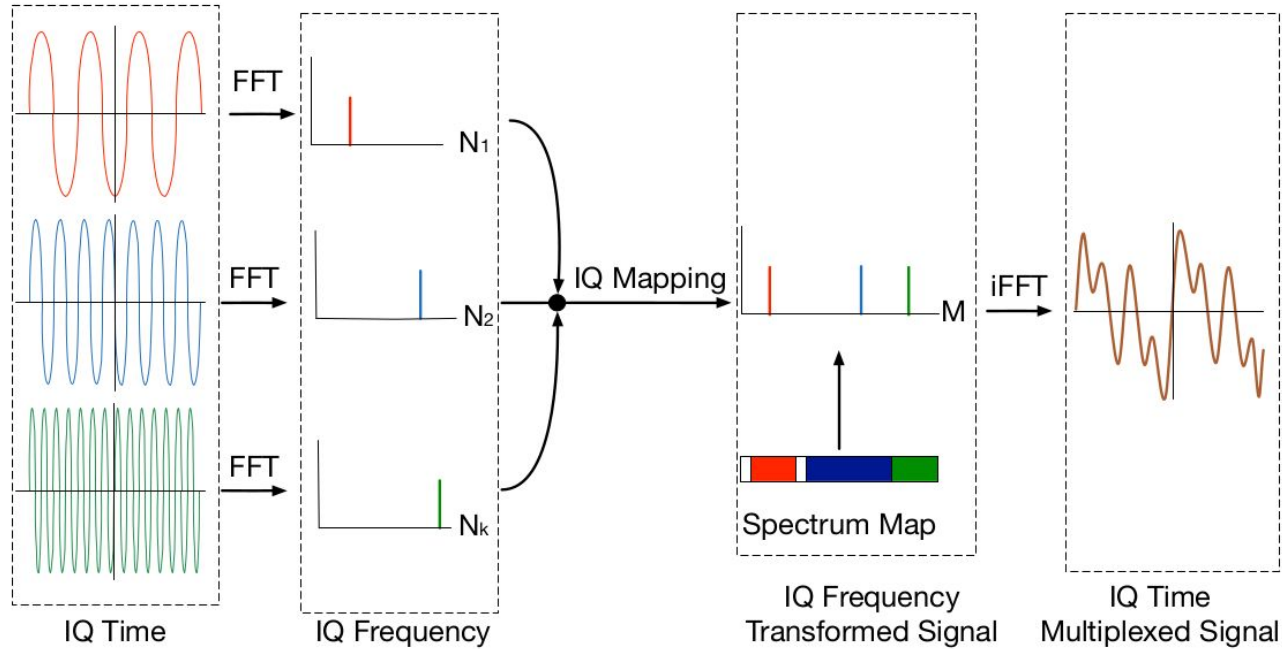 FFT
N1
FFT
N2
IQ Mapping
M
iFFT
FFT
Nk
Spectrum Map
IQ Time
IQ Frequency
IQ Frequency
Transformed Signal
IQ Time
Multiplexed Signal